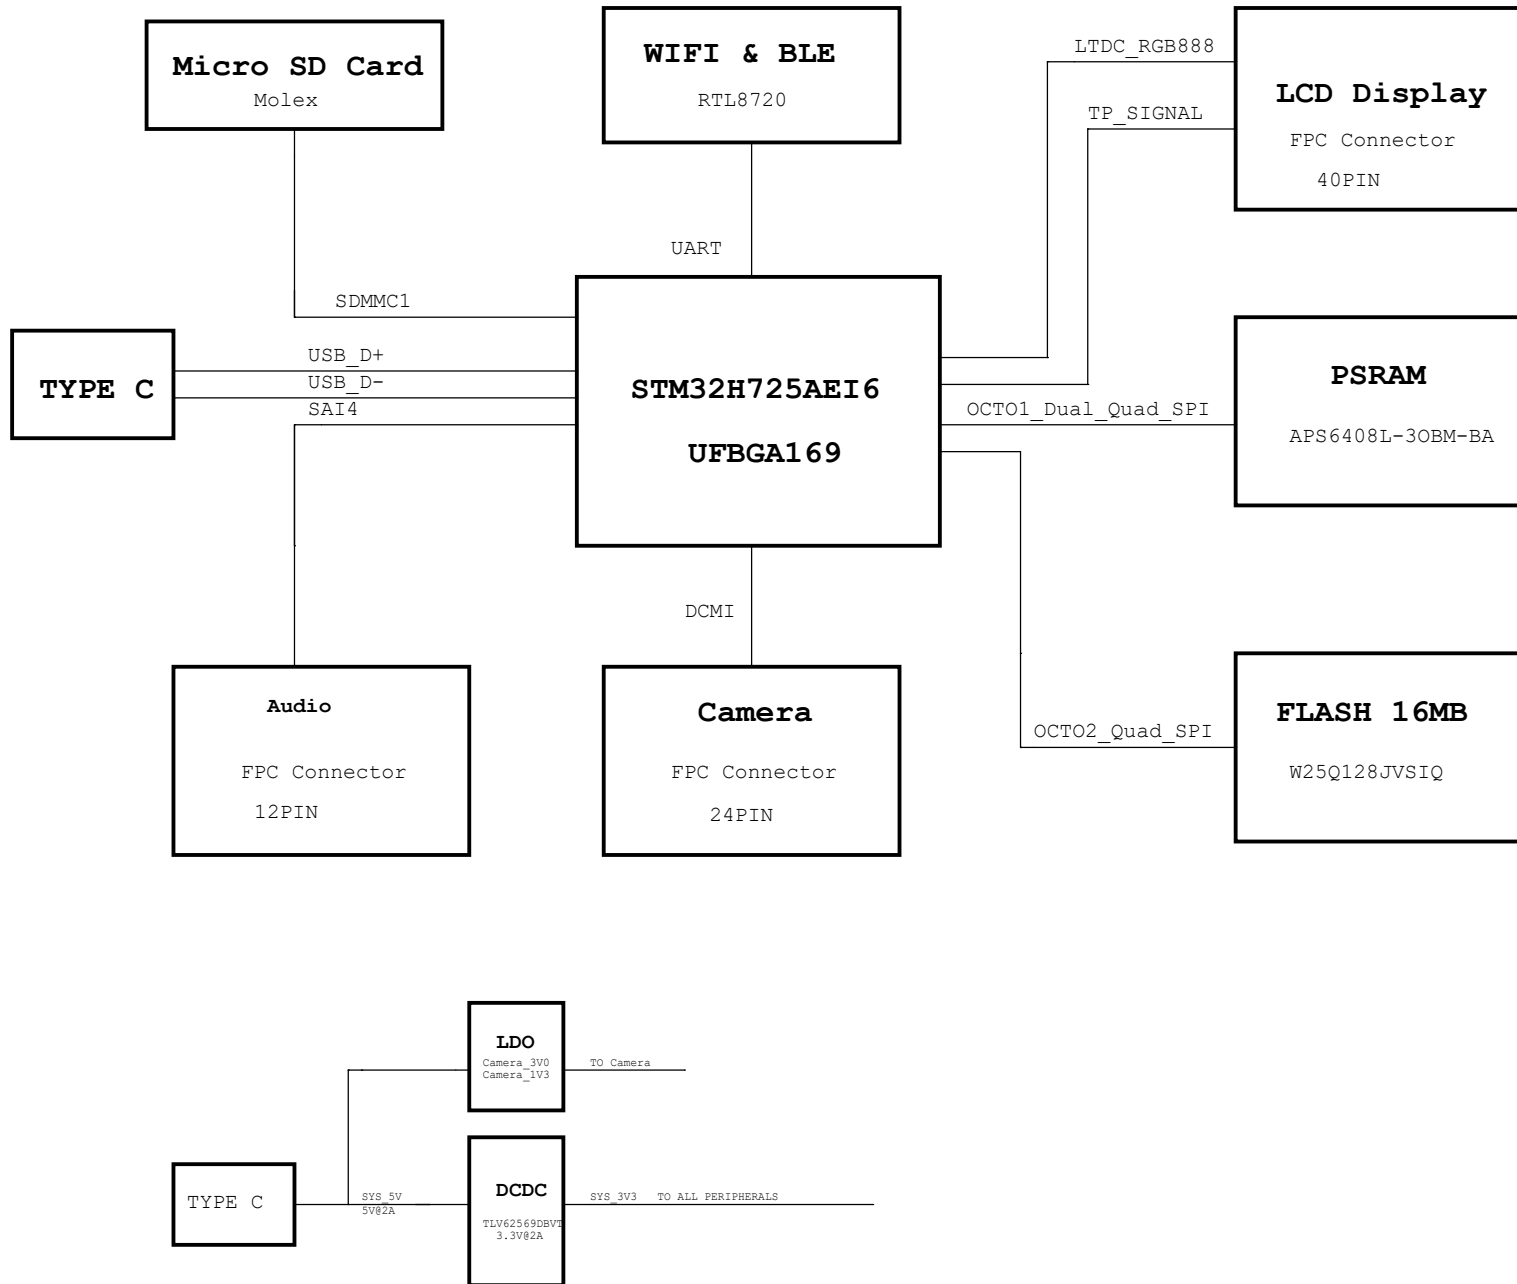 Micro SD Card
Molex
WIFI & BLE
RTL8720
LTDC_RGB888
TP_SIGNAL
LCD Display
FPC Connector
40PIN
UART
SDMMC1
TYPE C
USB_D+
USB_D-
SAI4
STM32H725AEI6
UFBGA169
OCTO1_Dual_Quad_SPI
PSRAM
APS6408L-3OBM-BA
DCMI
Audio
FPC Connector
12PIN
Camera
FPC Connector
24PIN
OCTO2_Quad_SPI
FLASH 16MB
W25Q128JVSIQ
LDO
Camera_3V0
Camera_1V3
TO Camera
TYPE C
SYS_5V
5V@2A
DCDC
TLV62569DBVT
3.3V@2A
SYS_3V3 TO ALL PERIPHERALS